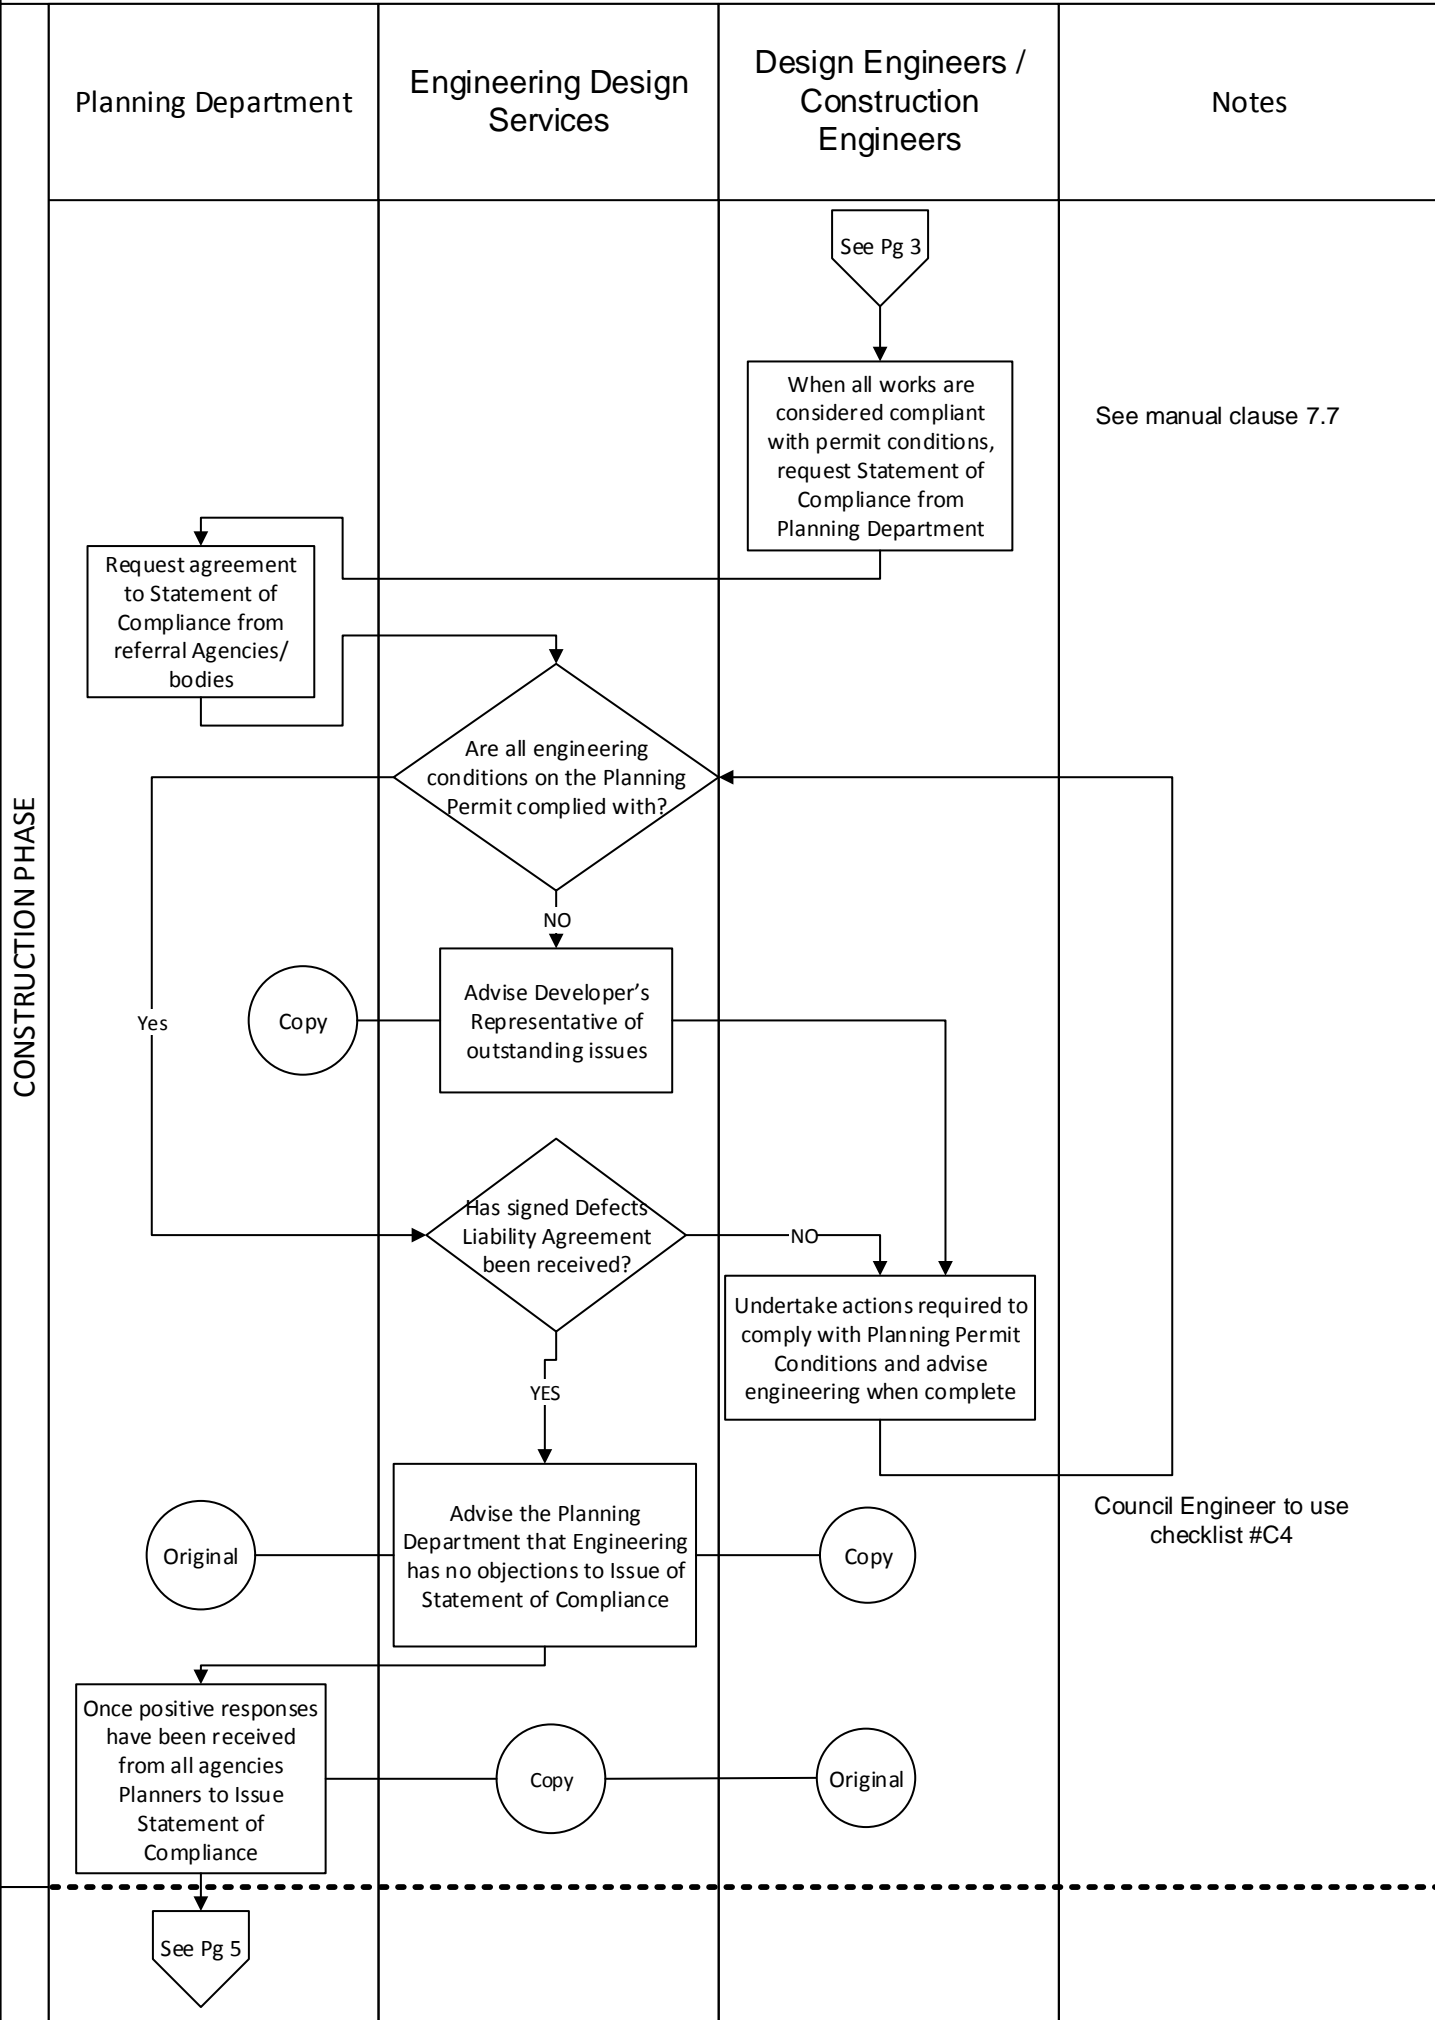 Planning Department
Engineering Design
Services
Design Engineers /
Construction
Engineers
Notes
CONSTRUCTION PHASE
See Pg 3
When all works are
considered compliant
with permit conditions,
request Statement of
Compliance from
Planning Department
See manual clause 7.7
Request agreement
to Statement of
Compliance from
referral Agencies/
bodies
Are all engineering
conditions on the Planning
Permit complied with?
NO
Yes
Copy
Advise Developer’s
Representative of
outstanding issues
Has signed Defects
Liability Agreement
been received?
NO
Undertake actions required to
comply with Planning Permit
Conditions and advise
engineering when complete
YES
Original
Advise the Planning
Department that Engineering
has no objections to Issue of
Statement of Compliance
Copy
Council Engineer to use
checklist #C4
Once positive responses
have been received
from all agencies
Planners to Issue
Statement of
Compliance
Copy
Original
See Pg 5